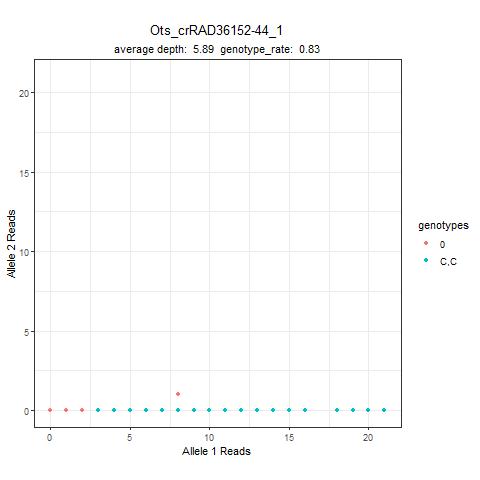 Ots_crRAD36152-44_1
average depth: 5.89 genotype_rate: 0.83
20
15
10
5
0
Allele 2 Reads
0 5 10 15 20
Allele 1 Reads
genotypes
0
C,C